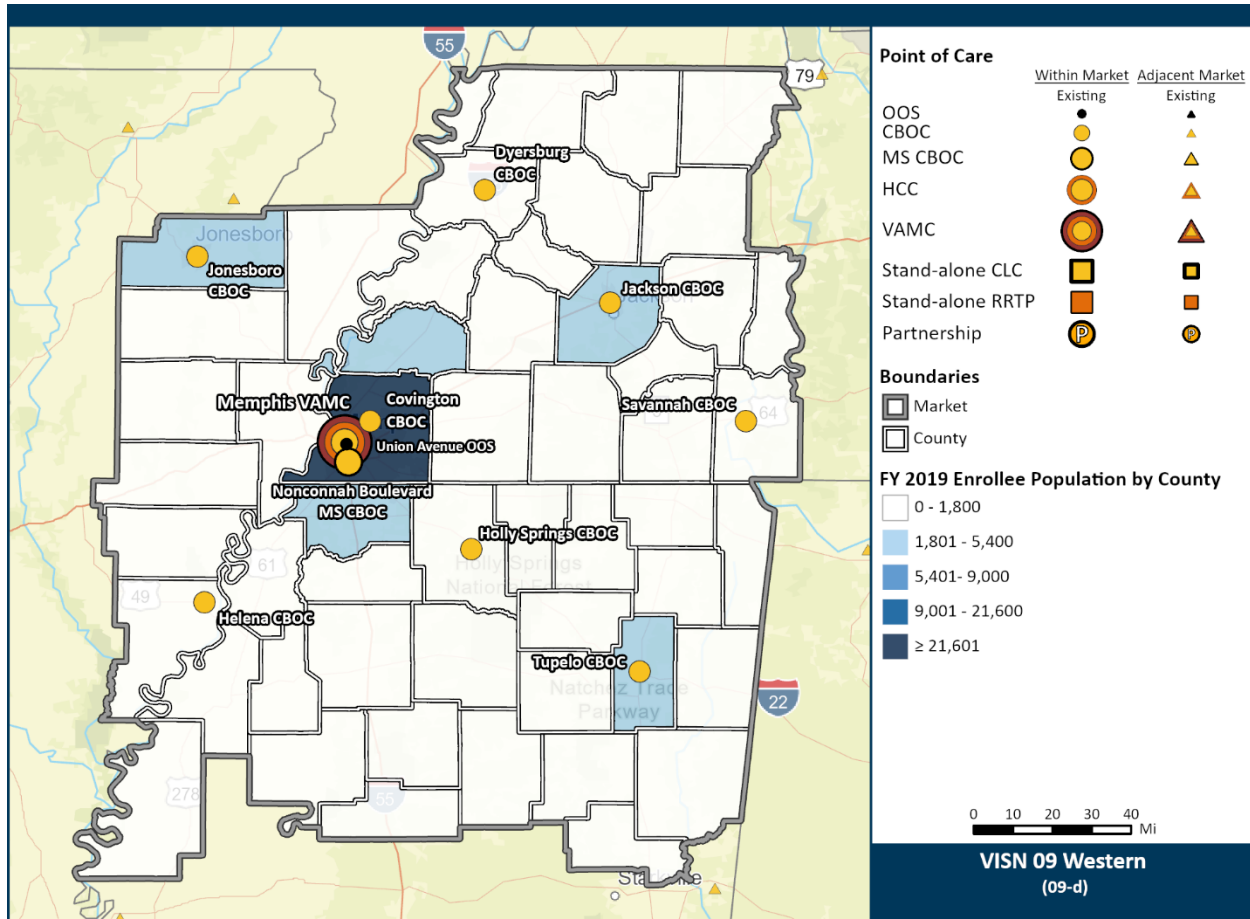 55
79
Dyersburg
CBOC
Jonesboro
Jonesboro
CBOC
Jackson
Jackson CBOC
Memphis VAMC
Covington
CBOC
Savannah CBOC
64
Union Avenue OOS
Nonconnah Boulevard
MS CBOC
Holly Springs CBOC
Holly Springs
National Forest
61
49
Helena CBOC
Tupelo CBOC
Natchez Trace
Parkway
22
278
55
Starkville
Point of Care
Within Market
Adjacent Market
Existing
Existing
OOS
CBOC
MS CBOC
HCC
VAMC
Stand-alone CLC
Stand-alone RRTP
Partnership
P
P
Boundaries
Market
County
FY 2019 Enrollee Population by County
0 - 1,800
1,801 - 5,400
5,401- 9,000
9,001 - 21,600
≥ 21,601
0 10 20 30 40
Mi
VISN 09 Western
(09-d)